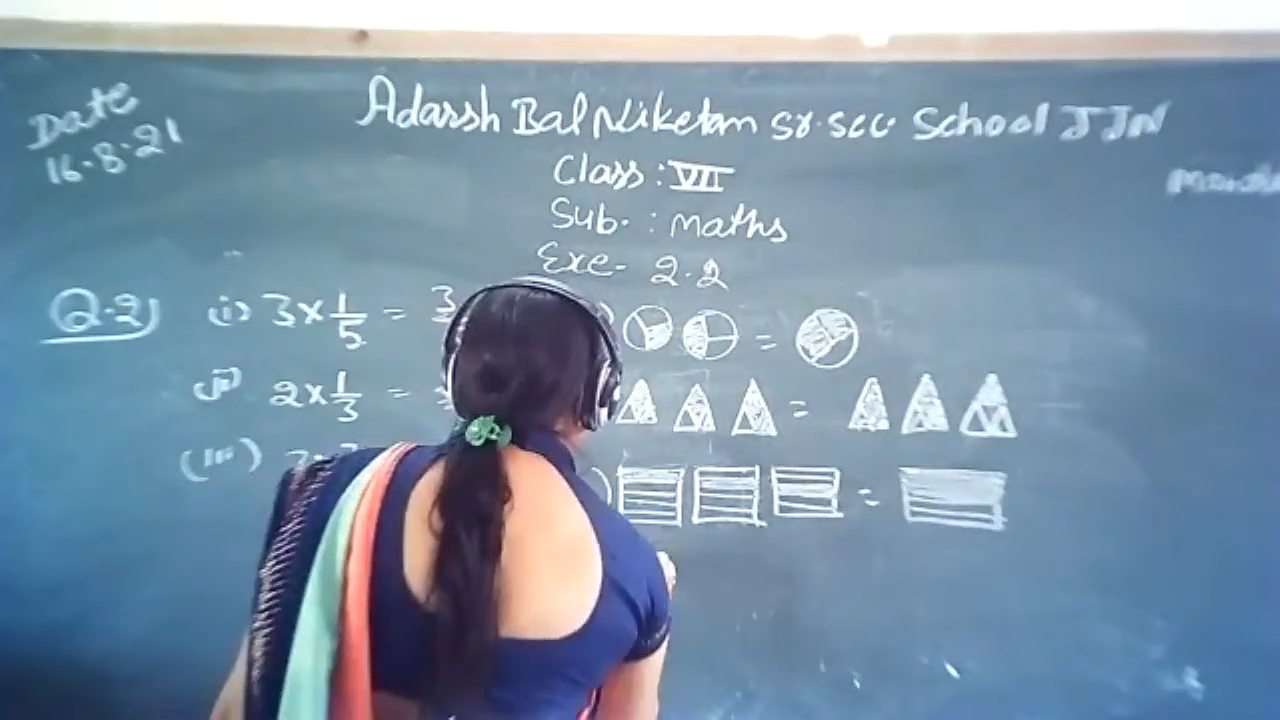 Date
16.8.21
Adarsh Bal Niketan Sr. Sec. School JJN
Class : VII
Sub. : maths
Exe- 2.2
Q.2) (i) 3 × 1/5 = 3
(ii) 2 × 1/3 =
(iii)